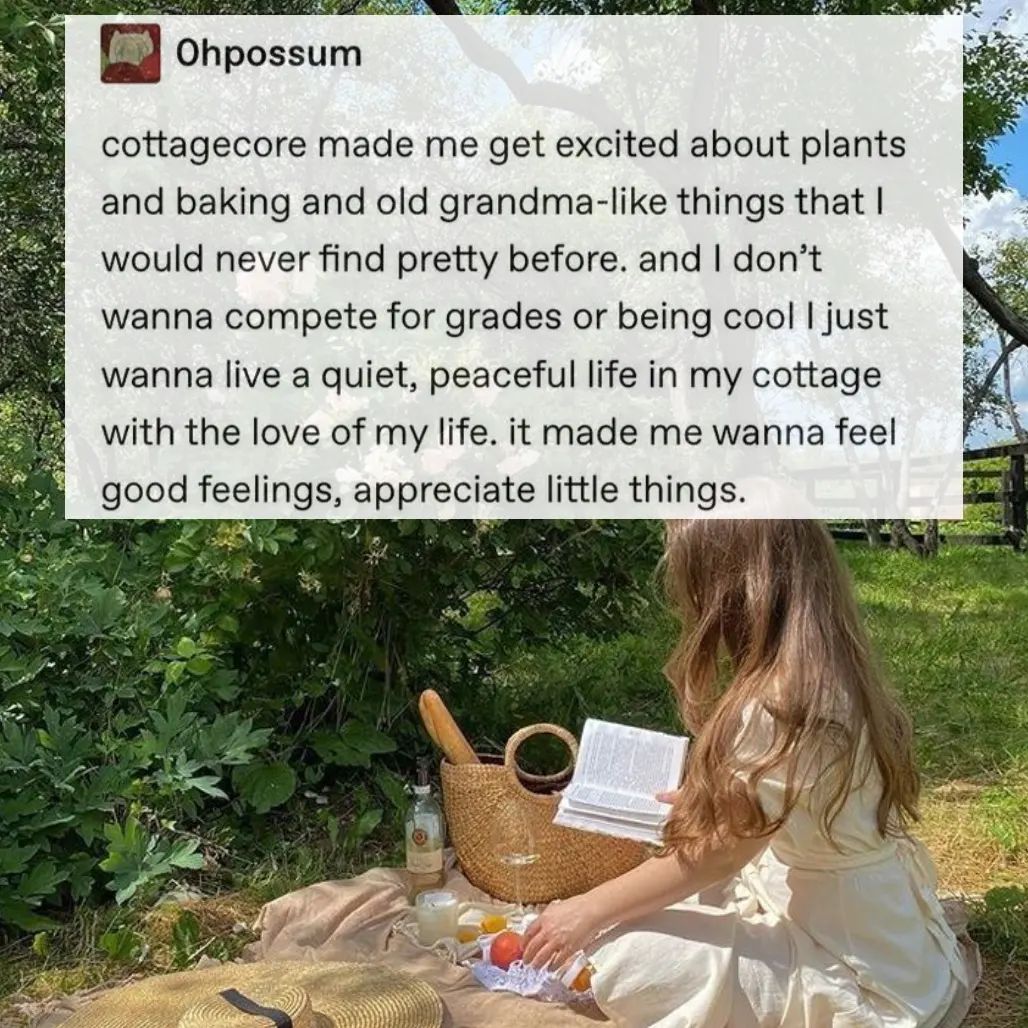 Ohpossum
cottagecore made me get excited about plants
and baking and old grandma-like things that I
would never find pretty before. and I don’t
wanna compete for grades or being cool I just
wanna live a quiet, peaceful life in my cottage
with the love of my life. it made me wanna feel
good feelings, appreciate little things.